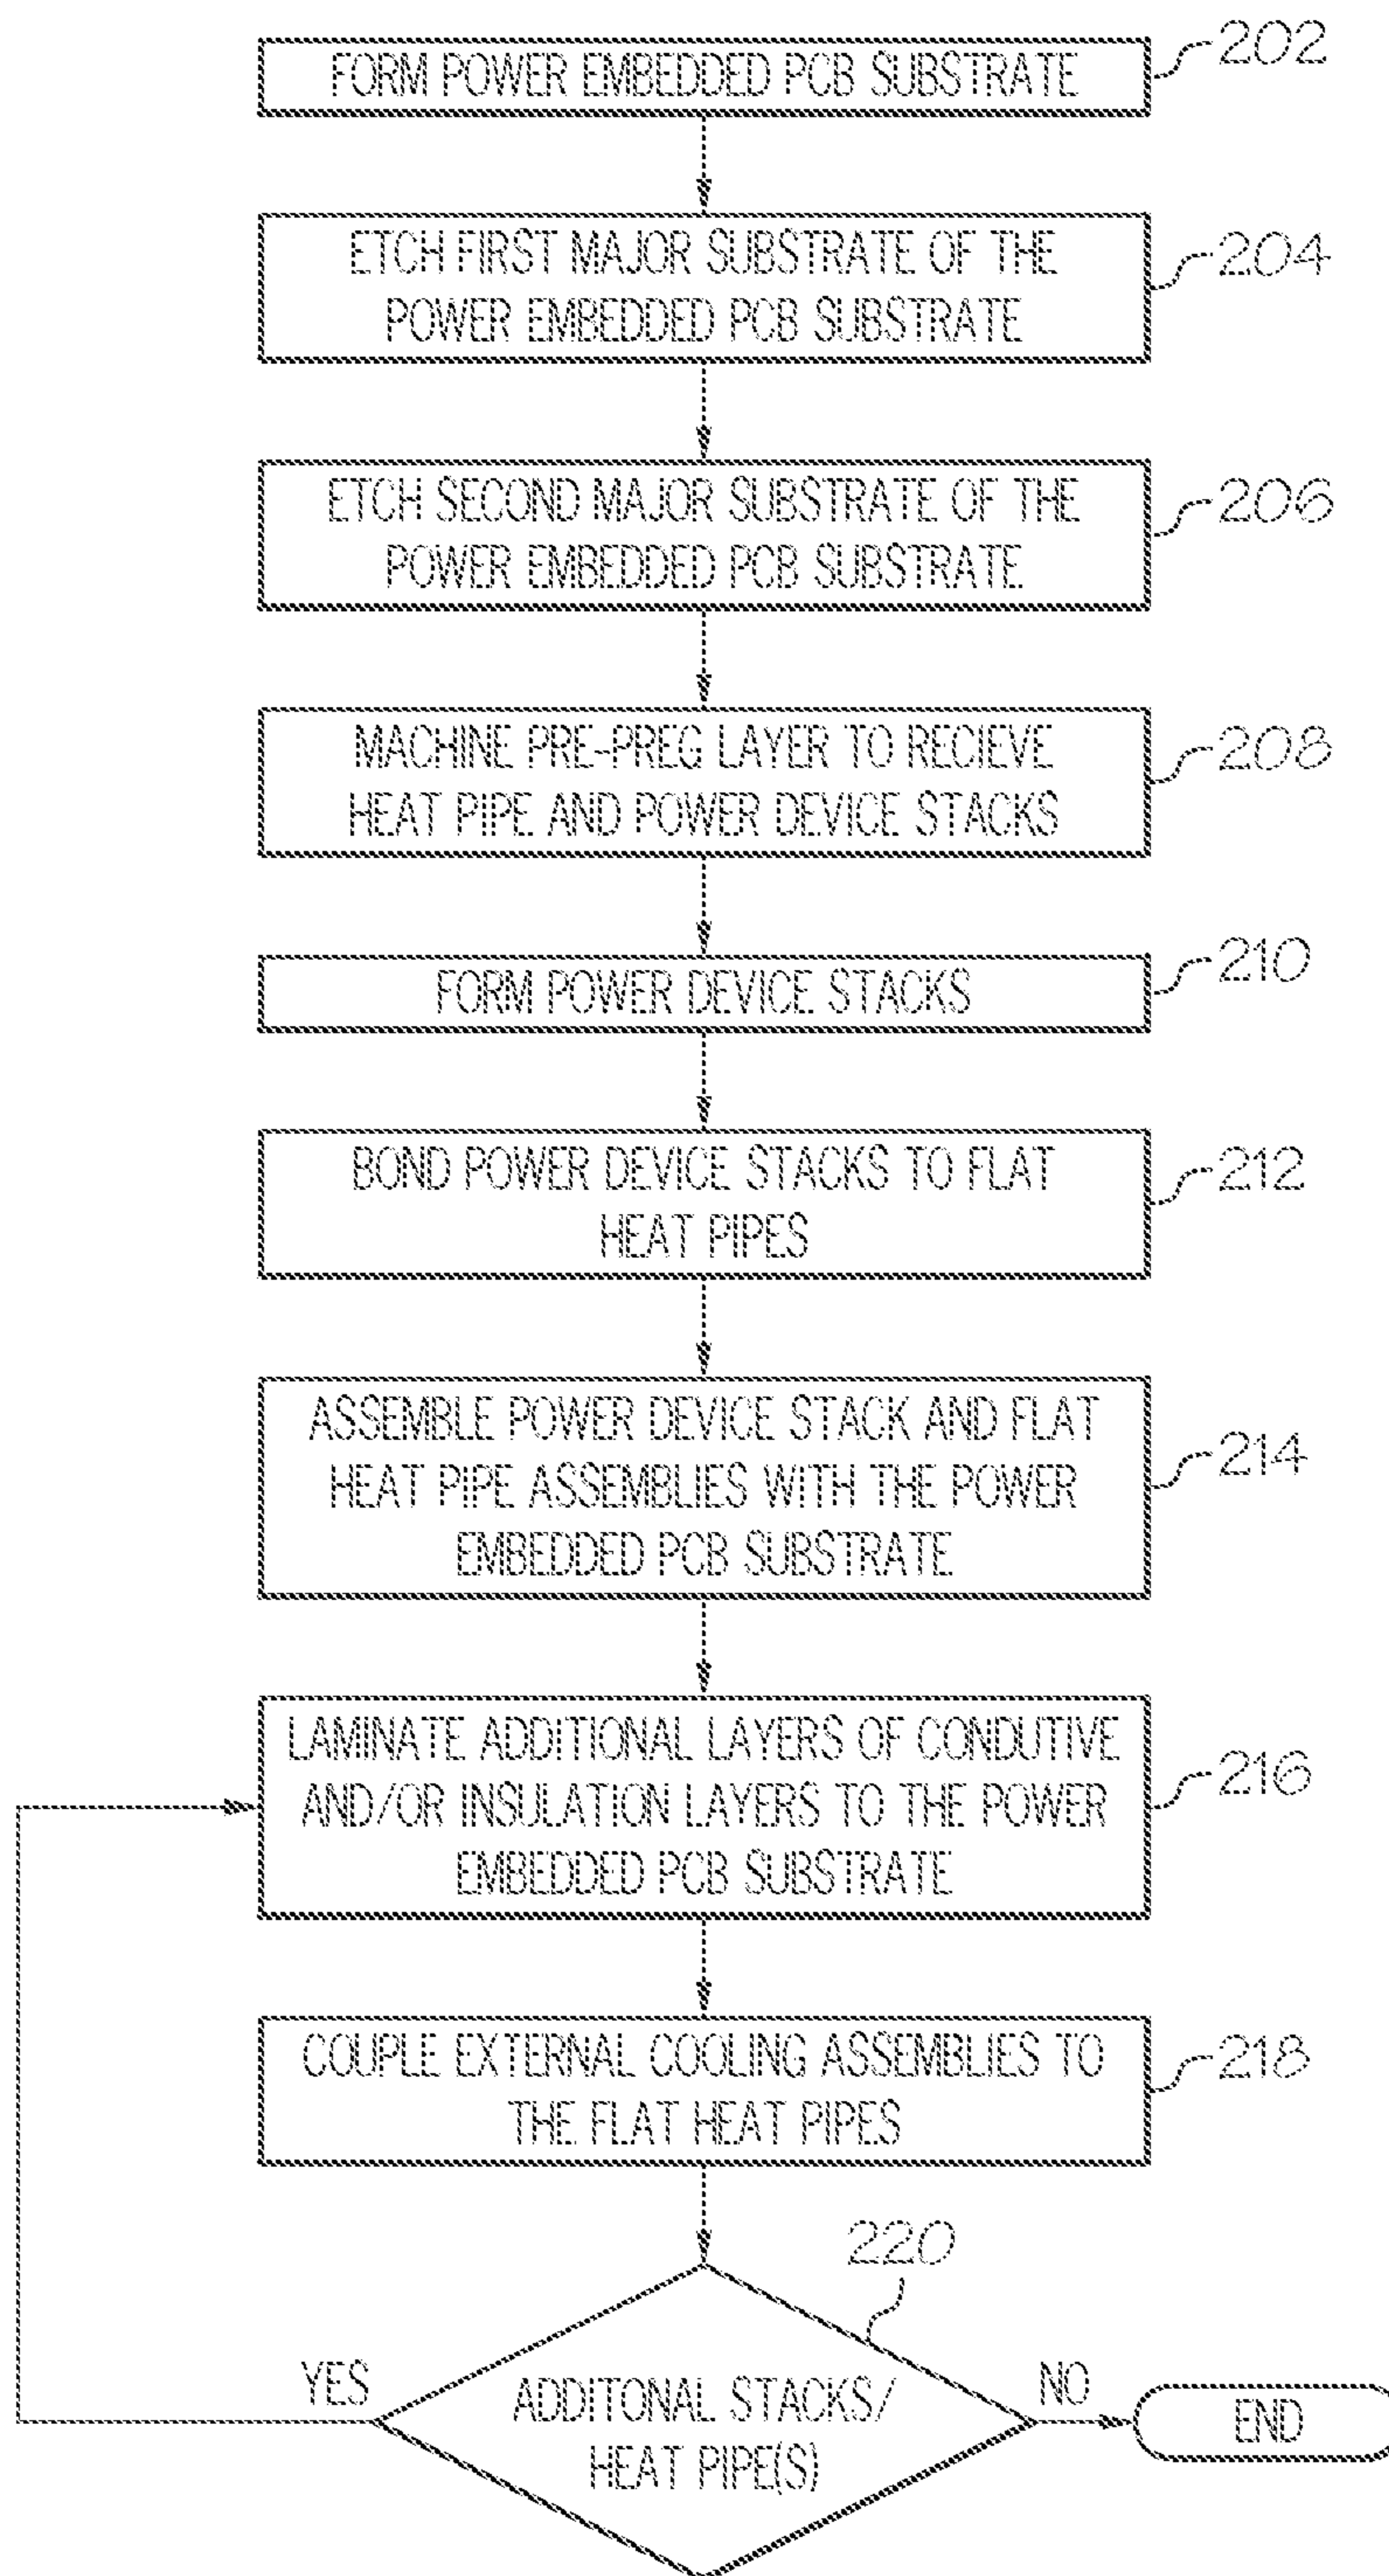 FORM POWER EMBEDDED PCB SUBSTRATE
202
ETCH FIRST MAJOR SUBSTRATE OF THE
POWER EMBEDDED PCB SUBSTRATE
204
ETCH SECOND MAJOR SUBSTRATE OF THE
POWER EMBEDDED PCB SUBSTRATE
206
MACHINE PRE-PREG LAYER TO RECIEVE
HEAT PIPE AND POWER DEVICE STACKS
208
FORM POWER DEVICE STACKS
210
BOND POWER DEVICE STACKS TO FLAT
HEAT PIPES
212
ASSEMBLE POWER DEVICE STACK AND FLAT
HEAT PIPE ASSEMBLIES WITH THE POWER
EMBEDDED PCB SUBSTRATE
214
LAMINATE ADDITIONAL LAYERS OF CONDUTIVE
AND/OR INSULATION LAYERS TO THE POWER
EMBEDDED PCB SUBSTRATE
216
COUPLE EXTERNAL COOLING ASSEMBLIES TO
THE FLAT HEAT PIPES
218
220
YES
ADDITONAL STACKS/
HEAT PIPE(S)
NO
END